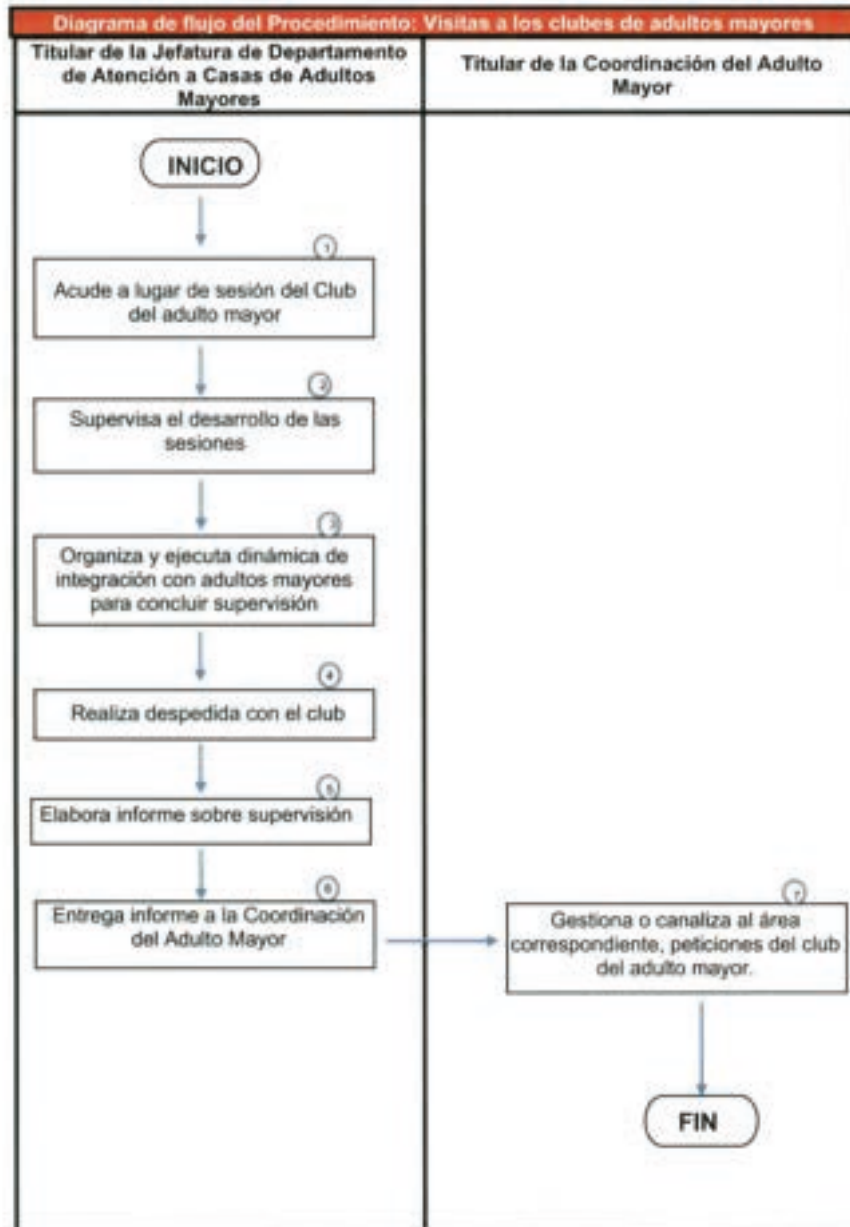 Diagrama de flujo del Procedimiento: Visitas a los clubes de adultos mayores
Titular de la Jefatura de Departamento
de Atención a Casas de Adultos
Mayores
Titular de la Coordinación del Adulto
Mayor
INICIO
1
Acude a lugar de sesión del Club
del adulto mayor
2
Supervisa el desarrollo de las
sesiones
3
Organiza y ejecuta dinámica de
integración con adultos mayores
para concluir supervisión
4
Realiza despedida con el club
5
Elabora informe sobre supervisión
6
Entrega informe a la Coordinación
del Adulto Mayor
7
Gestiona o canaliza al área
correspondiente, peticiones del club
del adulto mayor.
FIN